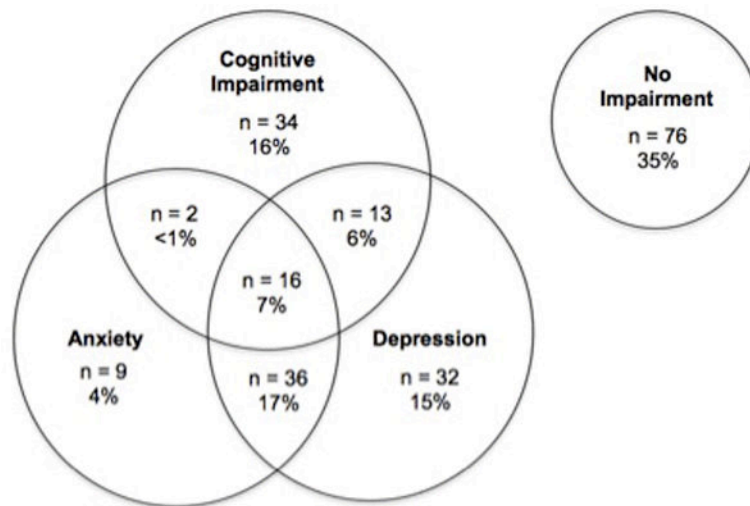 Cognitive
Impairment
n = 34
16%
No
Impairment
n = 76
35%
n = 2
<1%
n = 13
6%
n = 16
7%
Anxiety
n = 9
4%
n = 36
17%
Depression
n = 32
15%